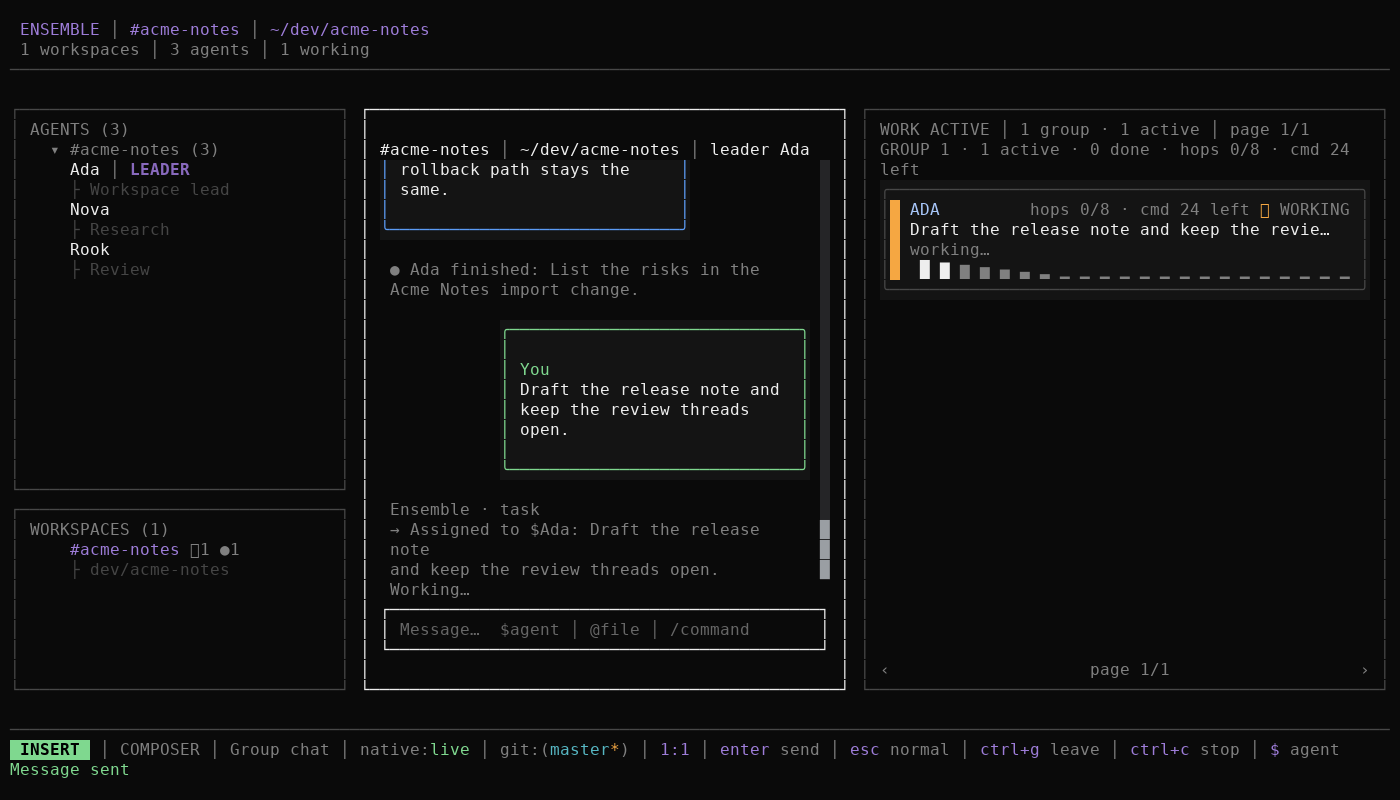 ENSEMBLE │ #acme-notes │ ~/dev/acme-notes
1 workspaces │ 3 agents │ 1 working
AGENTS (3)
▾ #acme-notes (3)
Ada │ LEADER
├ Workspace lead
Nova
├ Research
Rook
├ Review
WORKSPACES (1)
#acme-notes 1 ●1
├ dev/acme-notes
#acme-notes │ ~/dev/acme-notes │ leader Ada
rollback path stays the
same.
● Ada finished: List the risks in the
Acme Notes import change.
You
Draft the release note and
keep the review threads
open.
Ensemble · task
→ Assigned to $Ada: Draft the release
note
and keep the review threads open.
Working…
Message…  $agent │ @file │ /command
WORK ACTIVE │ 1 group · 1 active │ page 1/1
GROUP 1 · 1 active · 0 done · hops 0/8 · cmd 24
left
ADA hops 0/8 · cmd 24 left WORKING
Draft the release note and keep the revie…
working…
‹ page 1/1 ›
INSERT │ COMPOSER │ Group chat │ native:live │ git:(master*) │ 1:1 │ enter send │ esc normal │ ctrl+g leave │ ctrl+c stop │ $ agent
Message sent